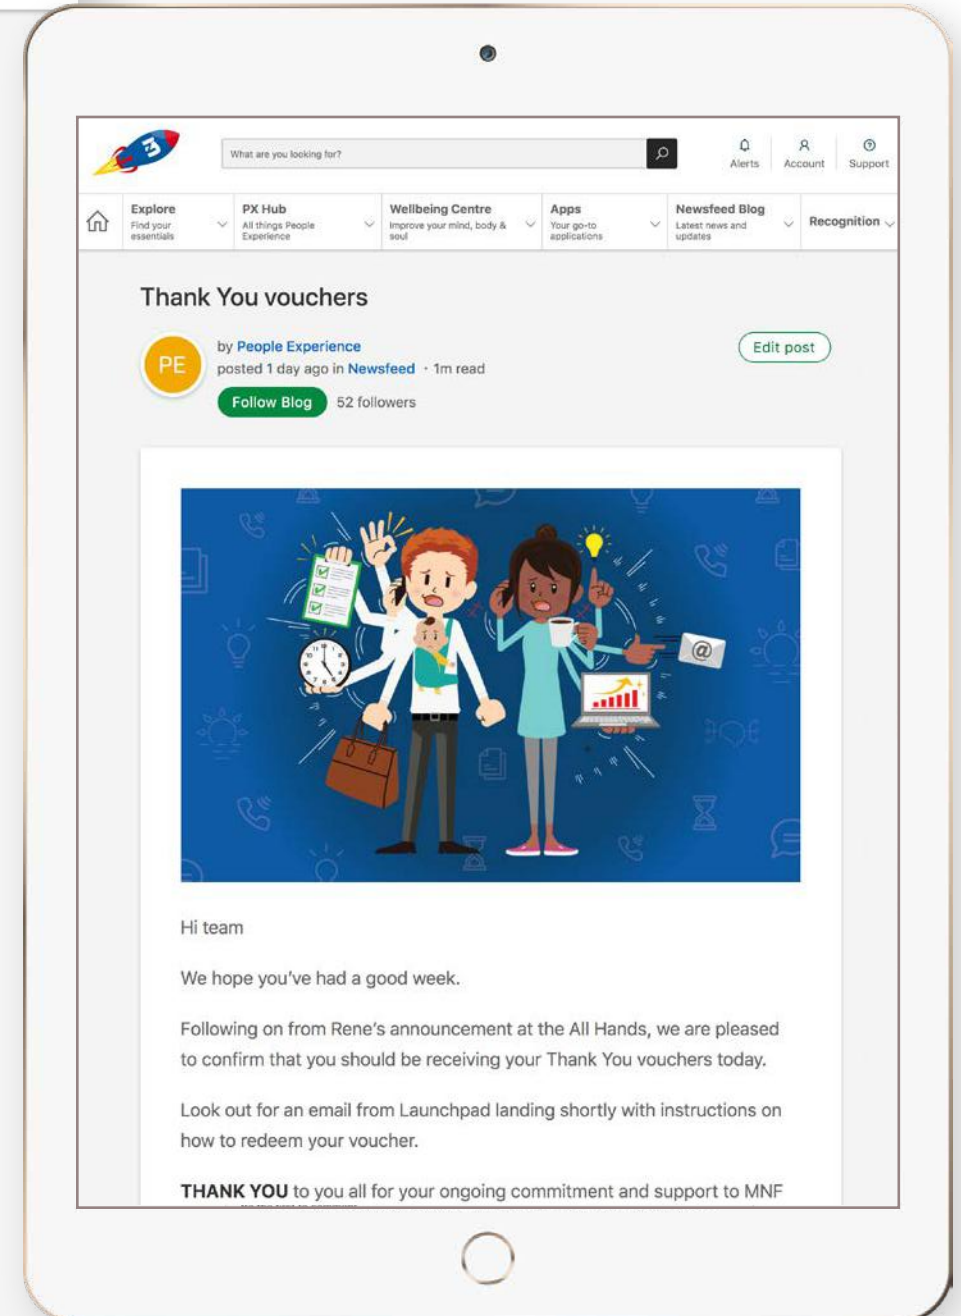 3
What are you looking for?
Alerts
Account
Support
Explore
Find your
essentials
PX Hub
All things People
Experience
Wellbeing Centre
Improve your mind, body &
soul
Apps
Your go-to
applications
Newsfeed Blog
Latest news and
updates
Recognition
Thank You vouchers
PE
by People Experience
posted 1 day ago in Newsfeed · 1m read
Edit post
Follow Blog
52 followers
@
Hi team
We hope you've had a good week.
Following on from Rene's announcement at the All Hands, we are pleased
to confirm that you should be receiving your Thank You vouchers today.
Look out for an email from Launchpad landing shortly with instructions on
how to redeem your voucher.
THANK YOU to you all for your ongoing commitment and support to MNF